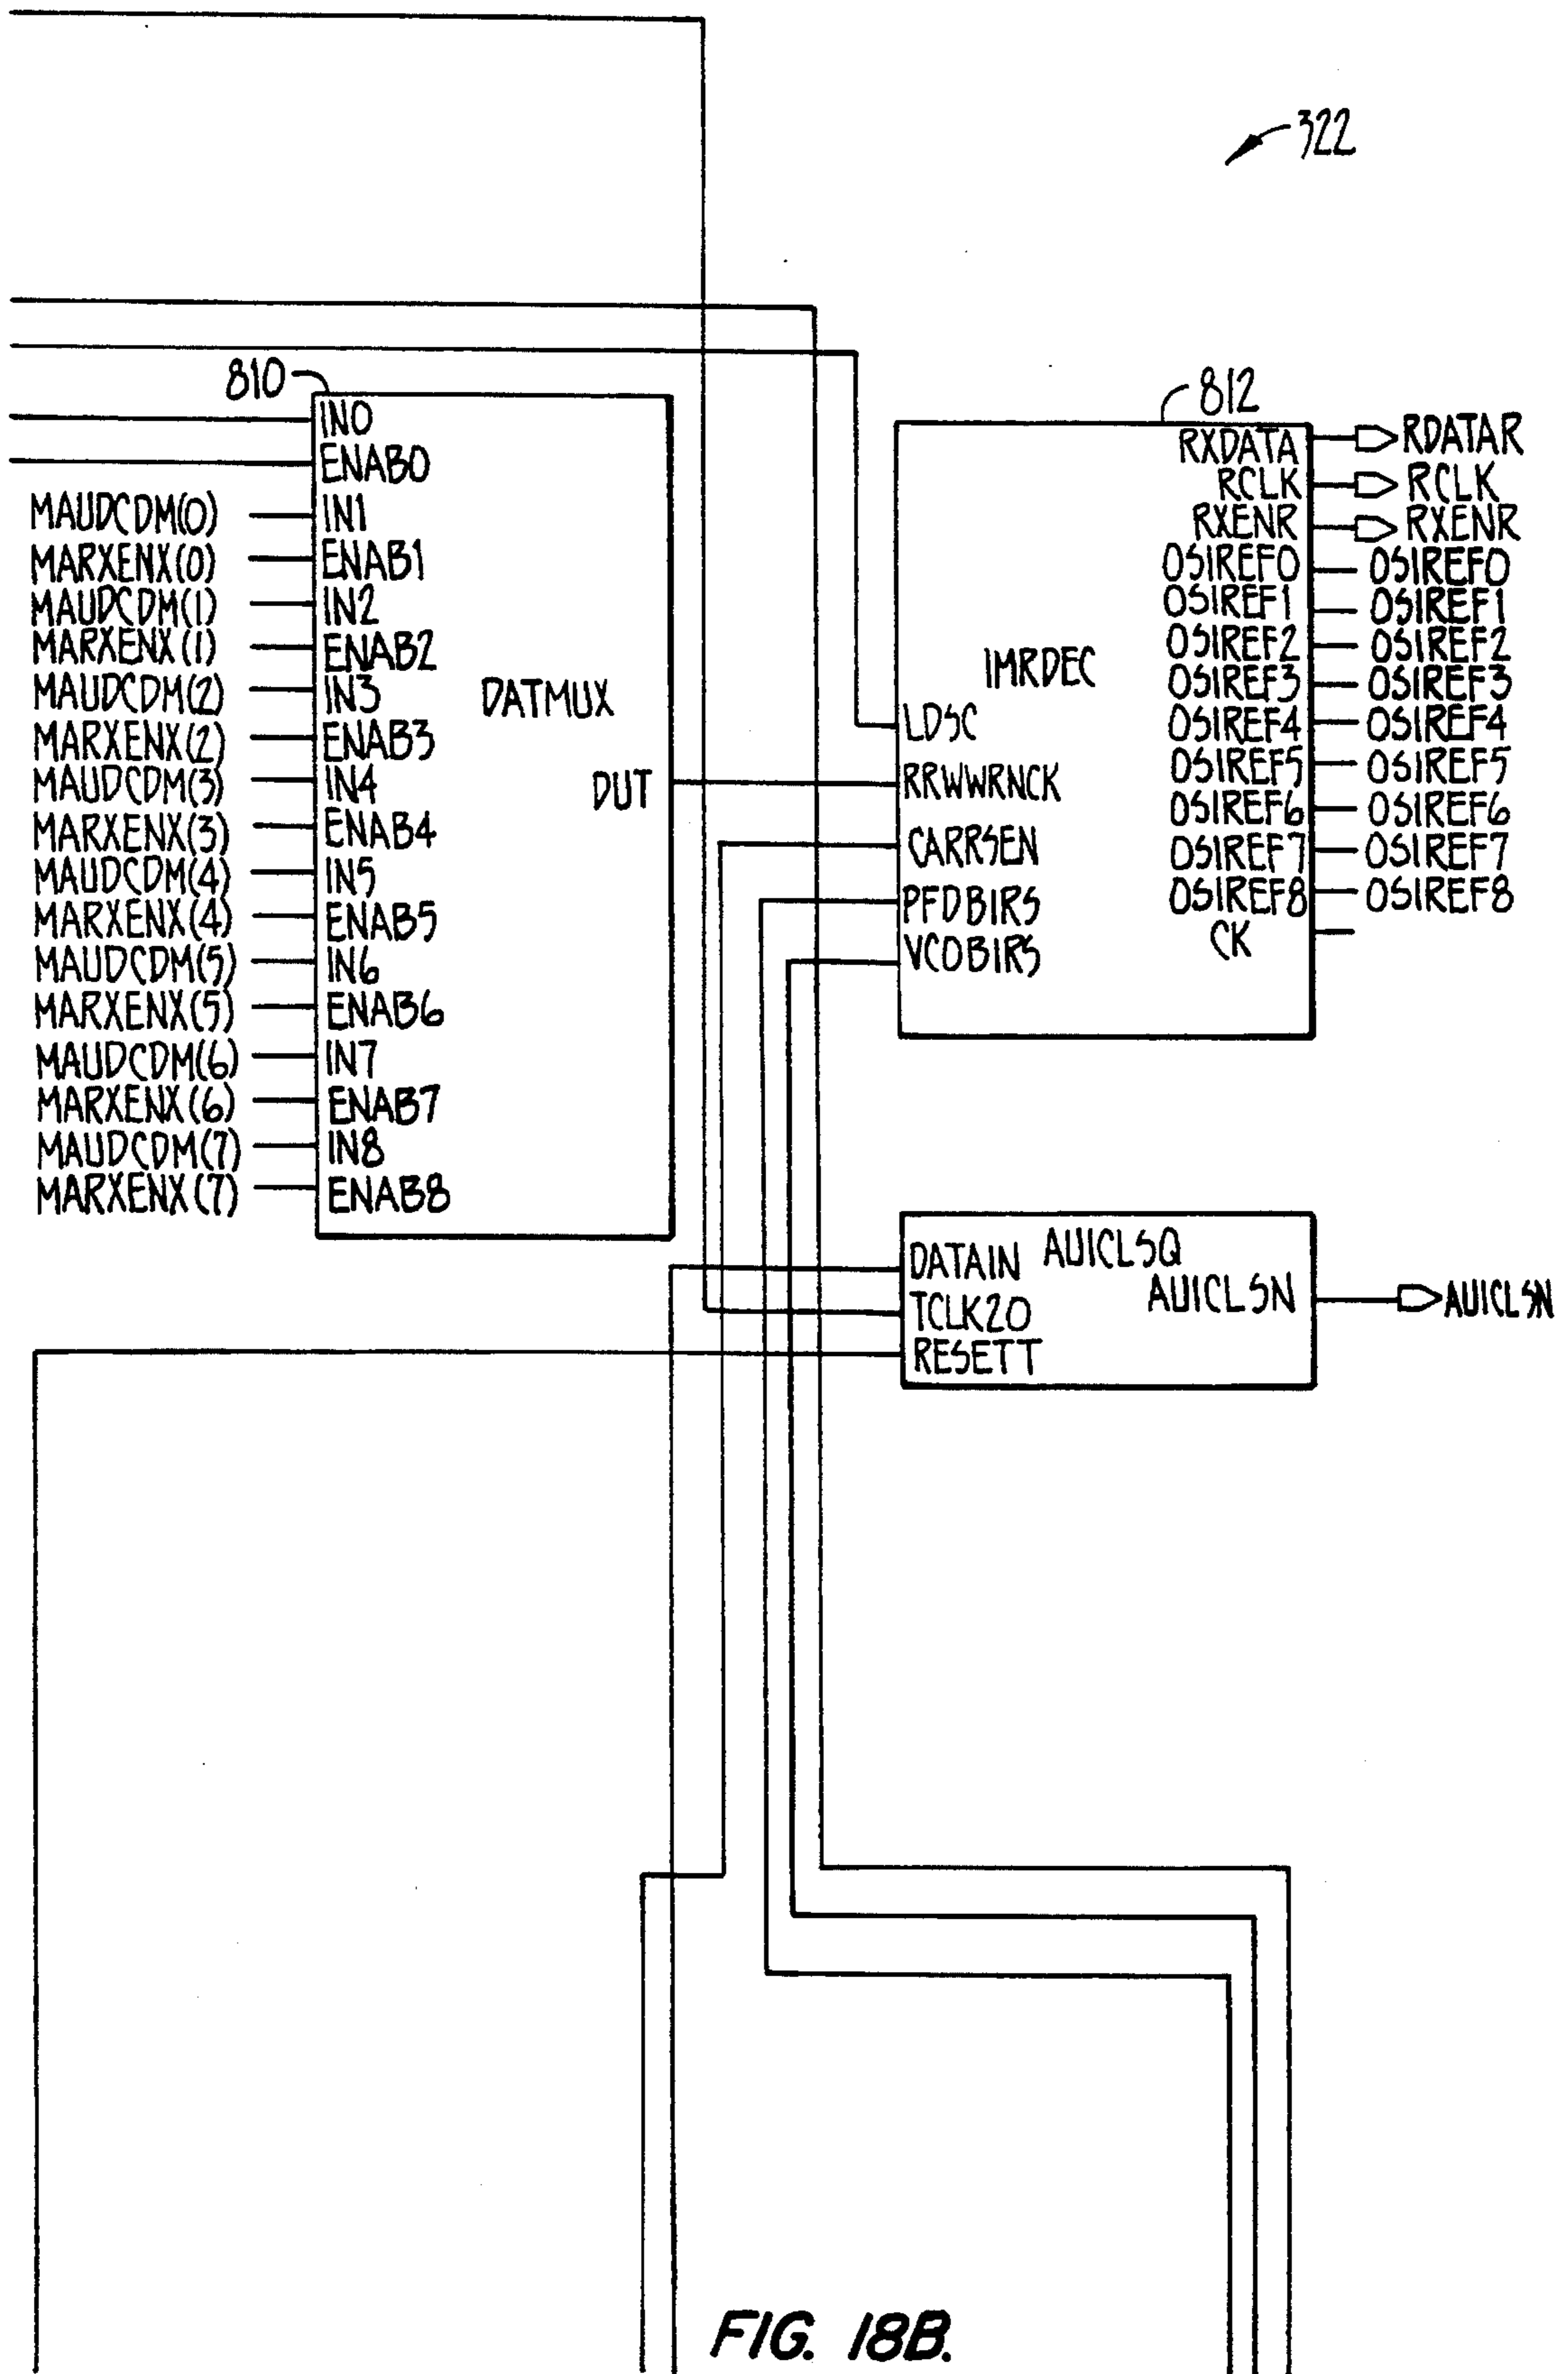 322
810
IN0
ENAB0
MAUDCDM(0) IN1
MARXENX(0) ENAB1
MAUDCDM(1) IN2
MARXENX(1) ENAB2
MAUDCDM(2) IN3
MARXENX(2) ENAB3
MAUDCDM(3) IN4
MARXENX(3) ENAB4
MAUDCDM(4) IN5
MARXENX(4) ENAB5
MAUDCDM(5) IN6
MARXENX(5) ENAB6
MAUDCDM(6) IN7
MARXENX(6) ENAB7
MAUDCDM(7) IN8
MARXENX(7) ENAB8
DATMUX
OUT
812
RXDATA RDATAR
RCLK RCLK
RXENR RXENR
OSIREF0 OSIREF0
OSIREF1 OSIREF1
OSIREF2 OSIREF2
OSIREF3 OSIREF3
OSIREF4 OSIREF4
OSIREF5 OSIREF5
OSIREF6 OSIREF6
OSIREF7 OSIREF7
OSIREF8 OSIREF8
CK
IMRDEC
LDSC
RRWWRNCK
CARRSEN
PFDBIRS
VCOBIRS
DATAIN AUICLSQ
TCLK20 AUICLSN AUICLSN
RESETT
FIG. 18B.